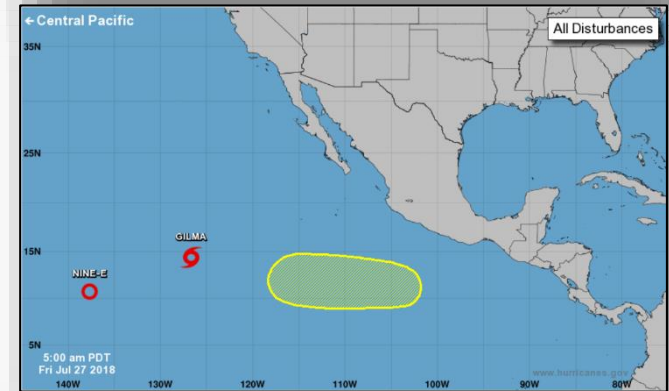 ← Central Pacific
All Disturbances
35N
25N
15N
5N
GILMA
NINE-E
5:00 am PDT
Fri Jul 27 2018
www.hurricanes.gov
140W 130W 120W 110W 100W 90W 80W